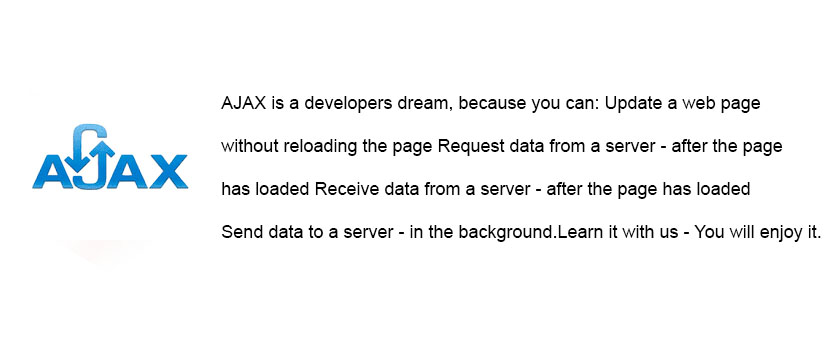 AJAX
AJAX is a developers dream, because you can: Update a web page
without reloading the page Request data from a server - after the page
has loaded Receive data from a server - after the page has loaded
Send data to a server - in the background.Learn it with us - You will enjoy it.